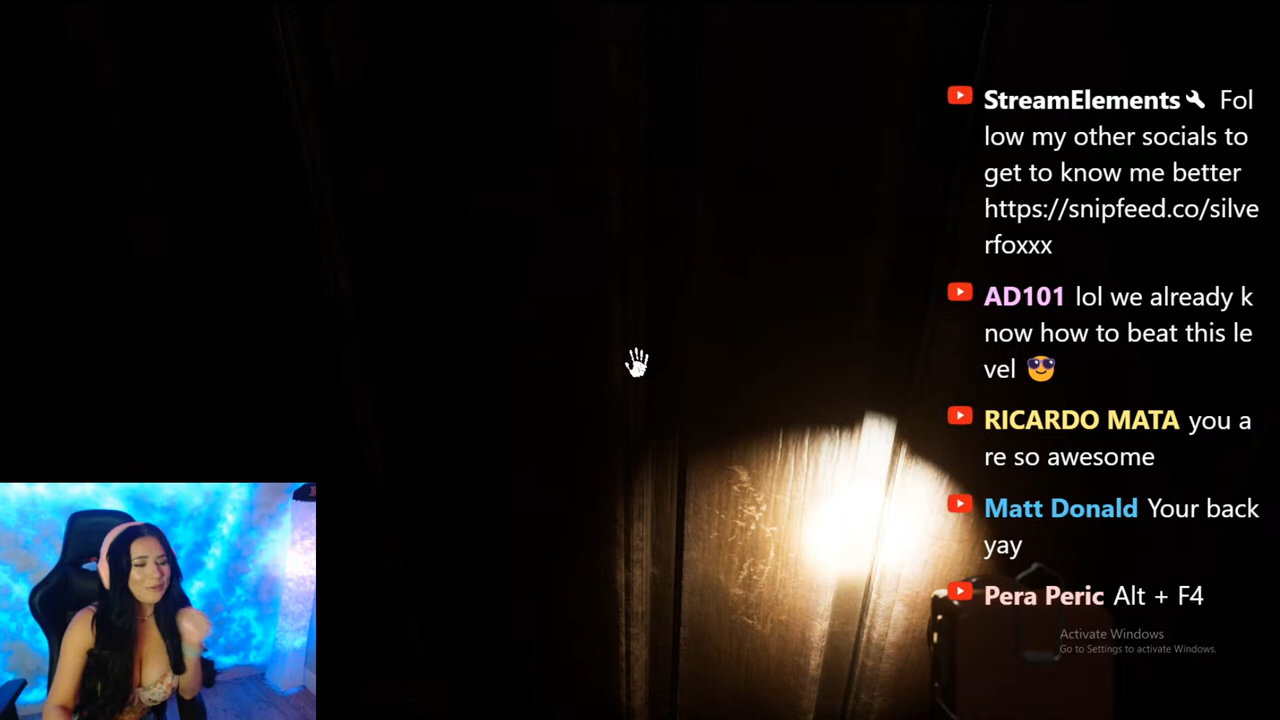 StreamElements Fol
low my other socials to
get to know me better
https://snipfeed.co/silve
rfoxxx
AD101 lol we already k
now how to beat this le
vel 😎
RICARDO MATA you a
re so awesome
Matt Donald Your back
yay
Pera Peric Alt + F4
Activate Windows
Go to Settings to activate Windows.